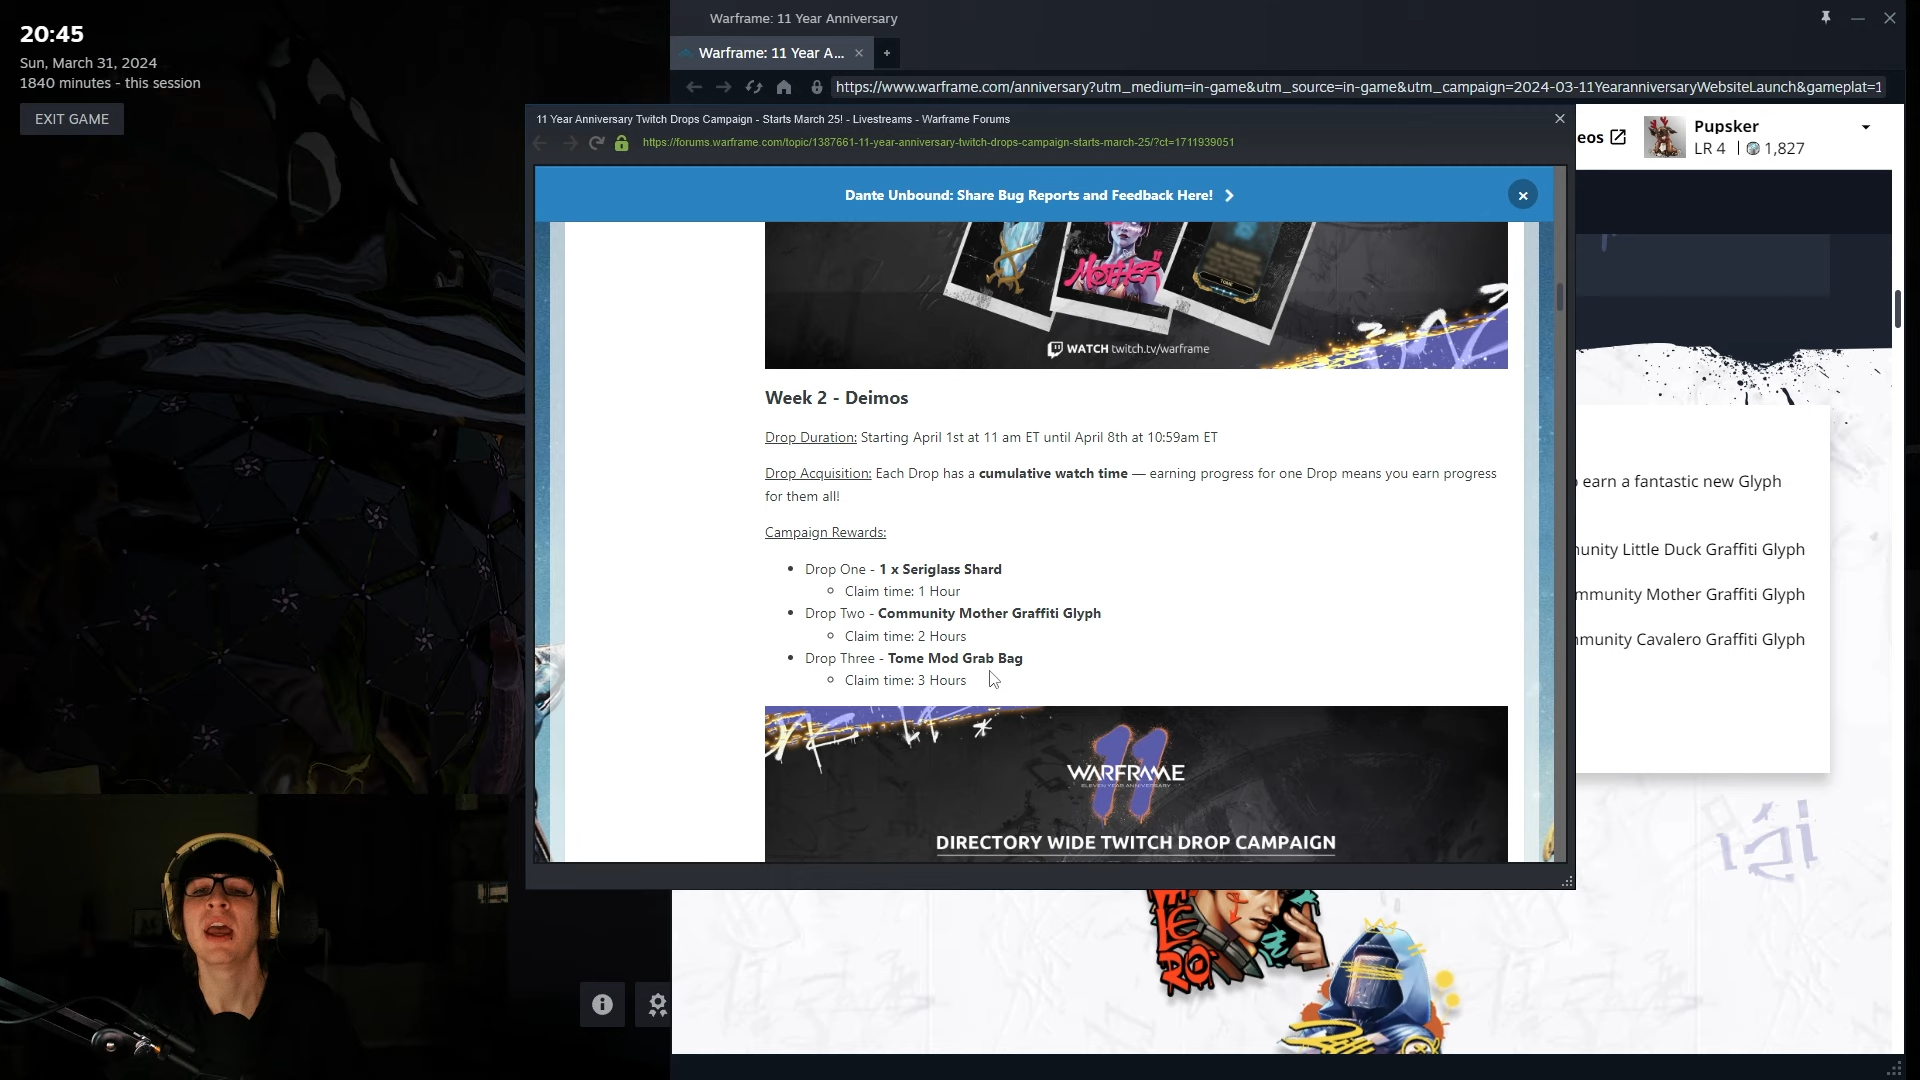 20:45
Sun, March 31, 2024
1840 minutes - this session
EXIT GAME
Warframe: 11 Year Anniversary
Warframe: 11 Year A...
https://www.warframe.com/anniversary?utm_medium=in-game&utm_source=in-game&utm_campaign=2024-03-11YearanniversaryWebsiteLaunch&gameplat=1
11 Year Anniversary Twitch Drops Campaign - Starts March 25! - Livestreams - Warframe Forums
https://forums.warframe.com/topic/1387661-11-year-anniversary-twitch-drops-campaign-starts-march-25/?ct=1711939051
eos
Pupsker
LR 4 | 1,827
Dante Unbound: Share Bug Reports and Feedback Here!
MOTHER
TOME
WATCH twitch.tv/warframe
Week 2 - Deimos
Drop Duration: Starting April 1st at 11 am ET until April 8th at 10:59am ET
Drop Acquisition: Each Drop has a cumulative watch time — earning progress for one Drop means you earn progress
for them all!
Campaign Rewards:
Drop One - 1 x Seriglass Shard
Claim time: 1 Hour
Drop Two - Community Mother Graffiti Glyph
Claim time: 2 Hours
Drop Three - Tome Mod Grab Bag
Claim time: 3 Hours
11
WARFRAME
ELEVEN YEAR ANNIVERSARY
DIRECTORY WIDE TWITCH DROP CAMPAIGN
earn a fantastic new Glyph
unity Little Duck Graffiti Glyph
mmunity Mother Graffiti Glyph
munity Cavalero Graffiti Glyph
LERO